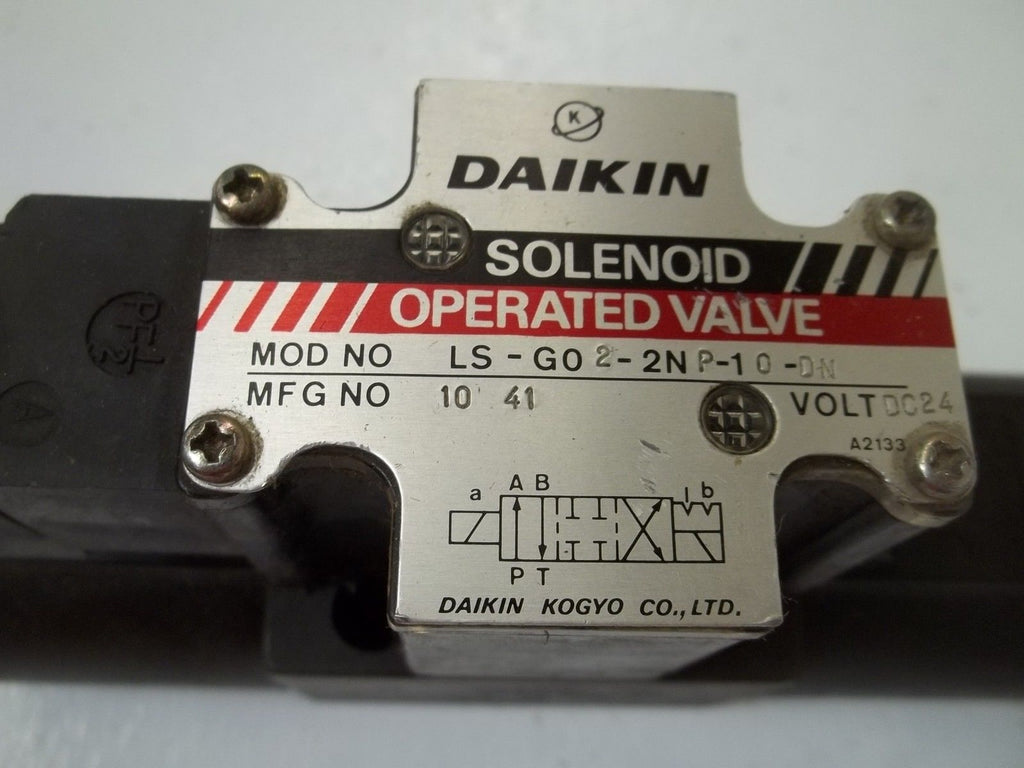 K
DAIKIN
SOLENOID
OPERATED VALVE
MOD NO LS-G02-2NP-10-DN
MFG NO 10 41 VOLT DC24
A2133
a A B b
P T
DAIKIN KOGYO CO.,LTD.